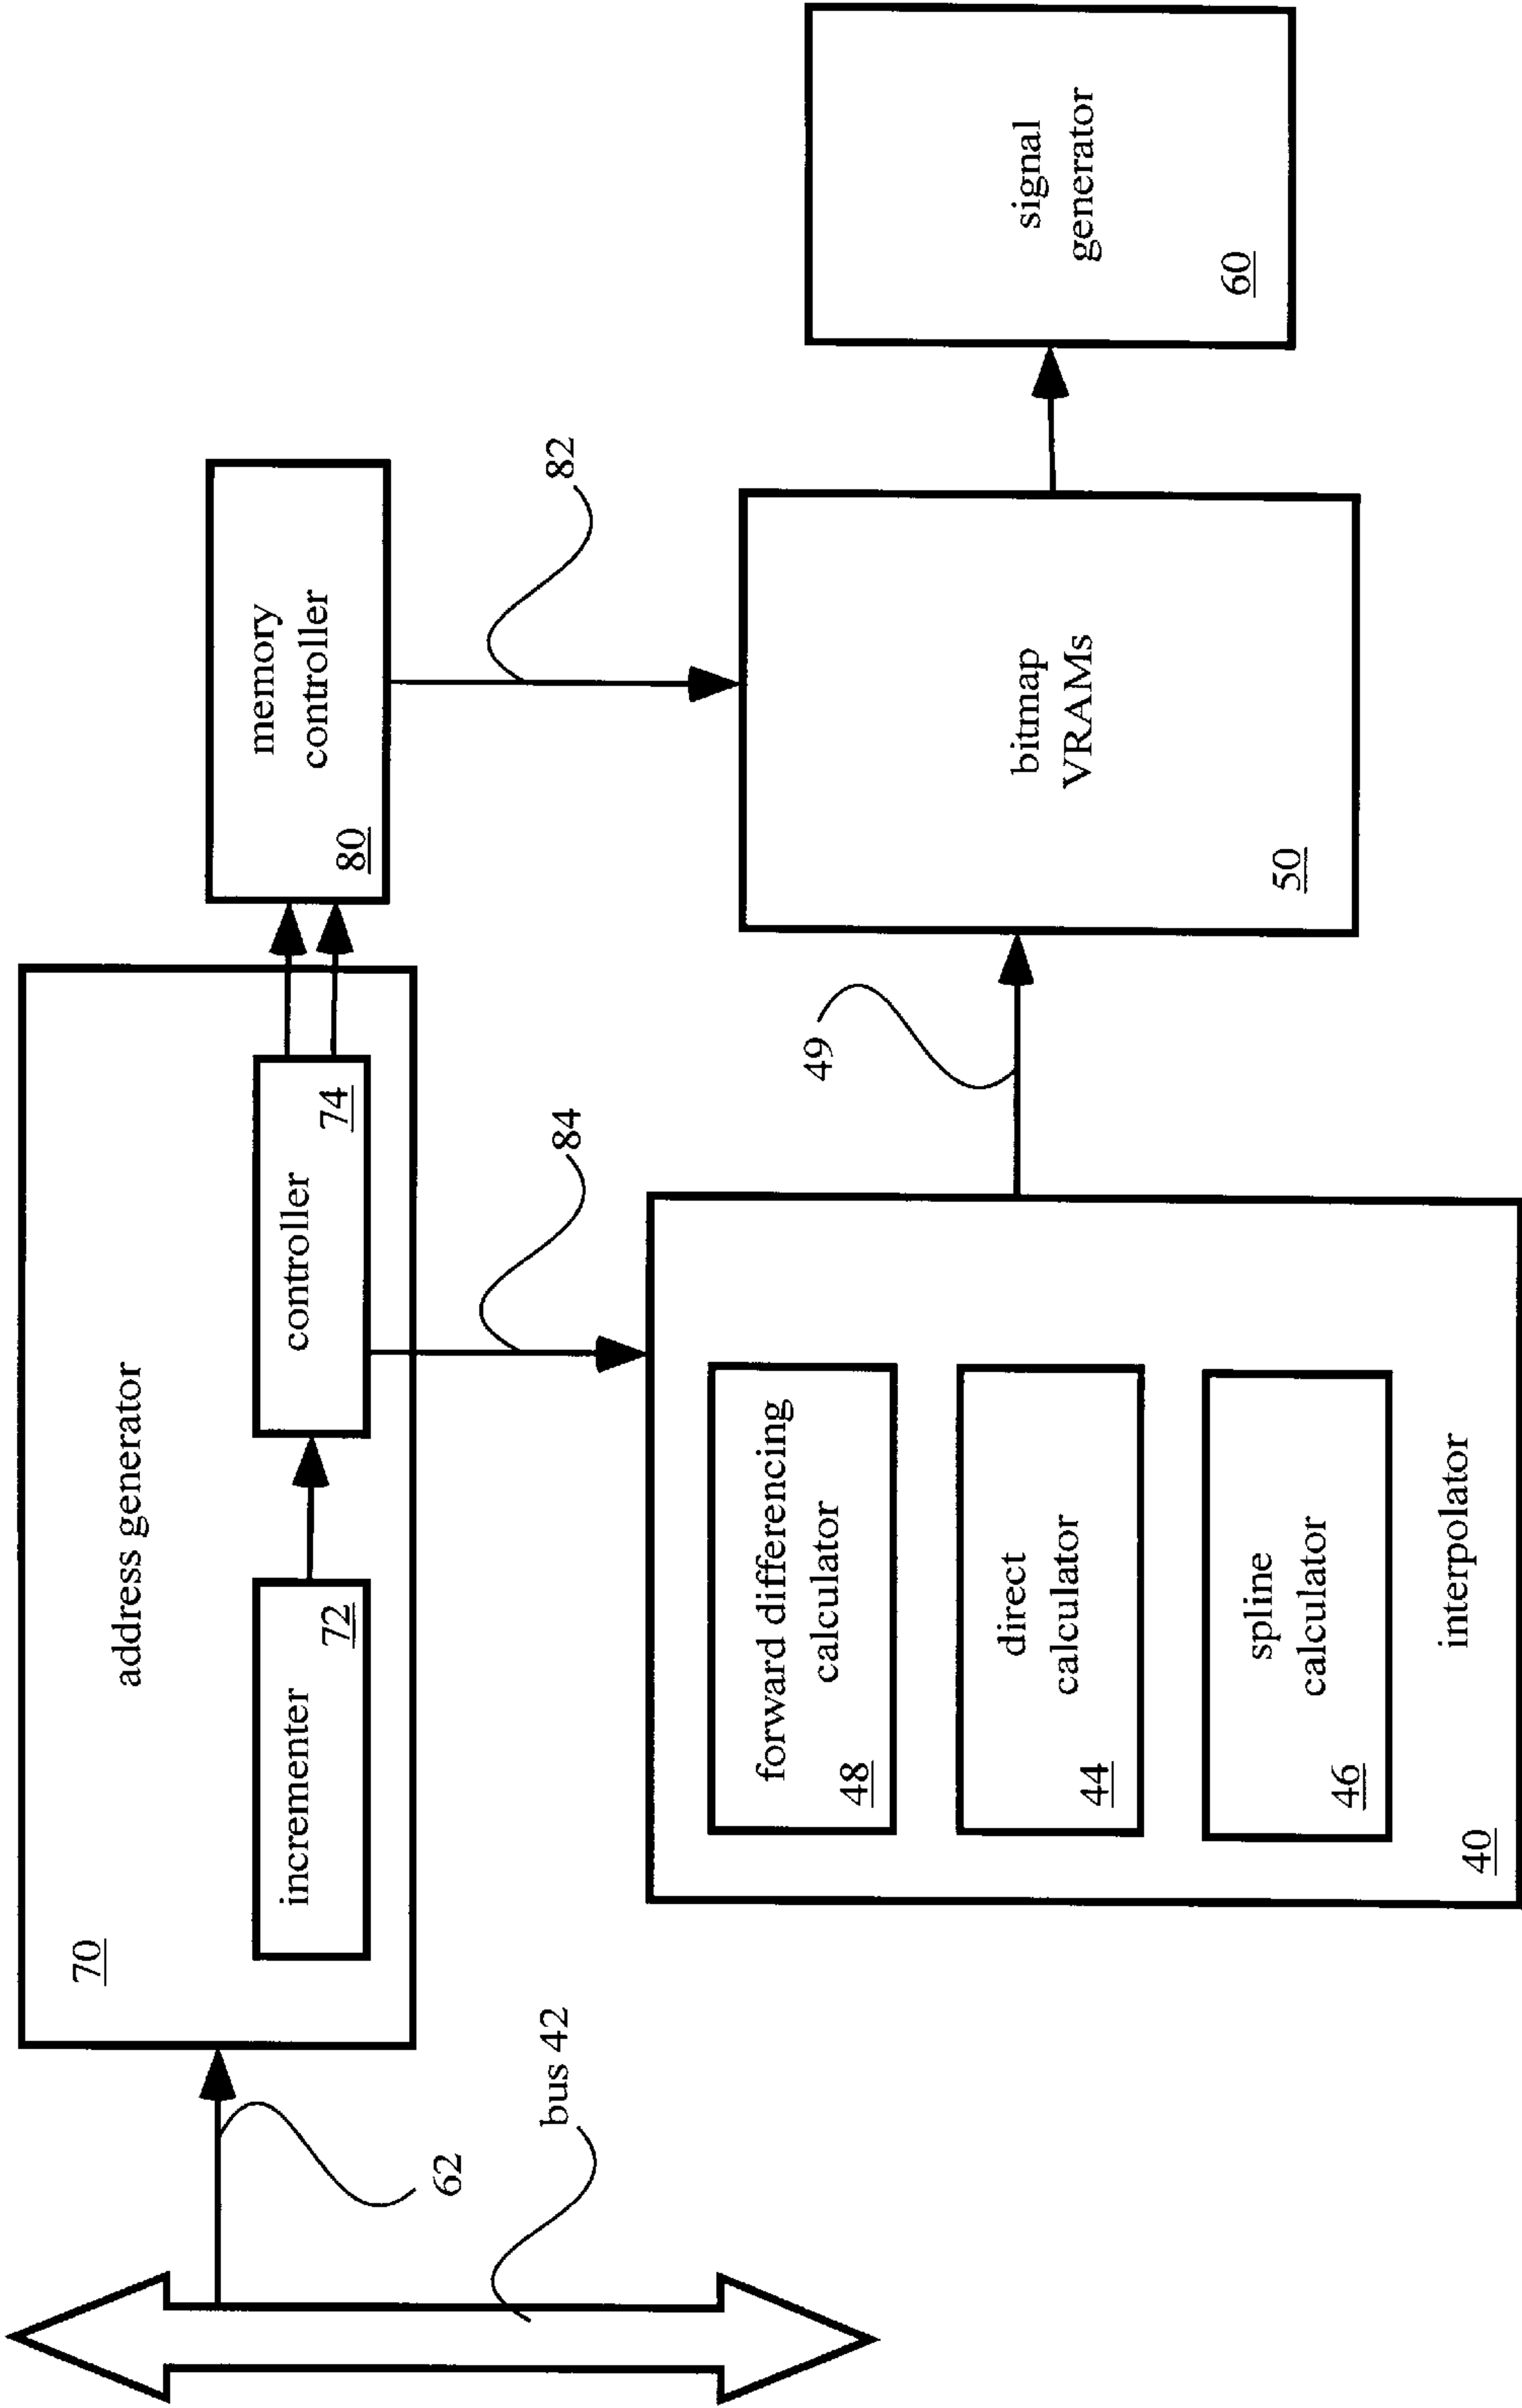 address generator
70
incrementer
72
controller
74
memory
controller
80
62
bus 42
84
82
forward differencing
calculator
48
direct
calculator
44
spline
calculator
46
interpolator
40
49
bitmap
VRAMs
50
signal
generator
60